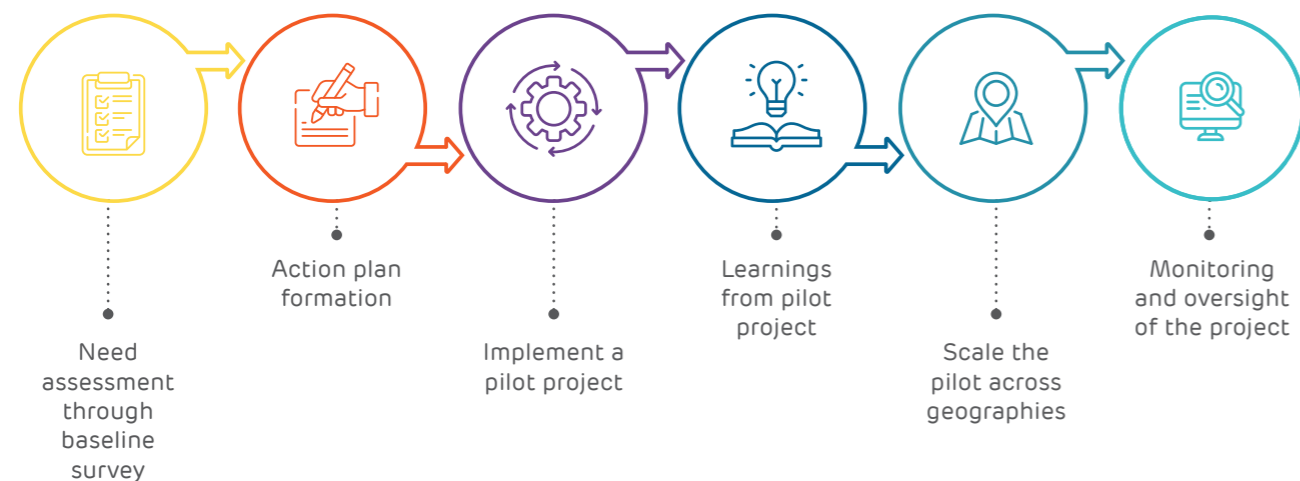 Need
assessment
through
baseline
survey
Action plan
formation
Implement a
pilot project
Learnings
from pilot
project
Scale the
pilot across
geographies
Monitoring
and oversight
of the project